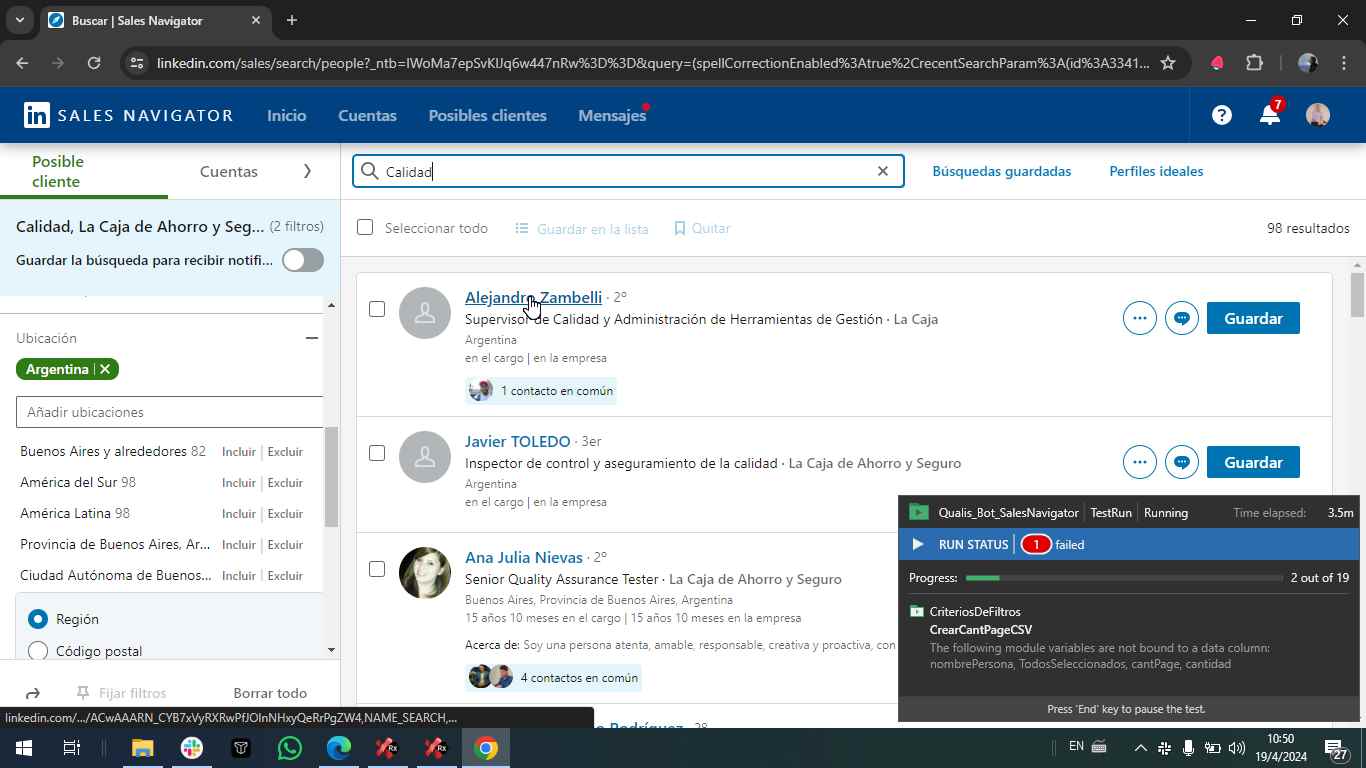 Buscar | Sales Navigator
linkedin.com/sales/search/people?_ntb=IWoMa7epSvKlJq6w447nRw%3D%3D&query=(spellCorrectionEnabled%3Atrue%2CrecentSearchParam%3A(id%3A3341...
in SALES NAVIGATOR
Inicio
Cuentas
Posibles clientes
Mensajes
7
Posible cliente
Cuentas
Calidad
Búsquedas guardadas
Perfiles ideales
Calidad, La Caja de Ahorro y Seg... (2 filtros)
Guardar la búsqueda para recibir notifi...
Seleccionar todo
Guardar en la lista
Quitar
98 resultados
Ubicación
Argentina
Añadir ubicaciones
Buenos Aires y alrededores 82 Incluir | Excluir
América del Sur 98 Incluir | Excluir
América Latina 98 Incluir | Excluir
Provincia de Buenos Aires, Ar... Incluir | Excluir
Ciudad Autónoma de Buenos... Incluir | Excluir
Región
Código postal
Fijar filtros
Borrar todo
Alejandro Zambelli · 2º
Supervisor de Calidad y Administración de Herramientas de Gestión · La Caja
Argentina
en el cargo | en la empresa
1 contacto en común
Guardar
Javier TOLEDO · 3er
Inspector de control y aseguramiento de la calidad · La Caja de Ahorro y Seguro
Argentina
en el cargo | en la empresa
Guardar
Ana Julia Nievas · 2º
Senior Quality Assurance Tester · La Caja de Ahorro y Seguro
Buenos Aires, Provincia de Buenos Aires, Argentina
15 años 10 meses en el cargo | 15 años 10 meses en la empresa
Acerca de: Soy una persona atenta, amable, responsable, creativa y proactiva, con
4 contactos en común
Rodríguez
Qualis_Bot_SalesNavigator TestRun Running Time elapsed: 3.5m
RUN STATUS 1 failed
Progress: 2 out of 19
CriteriosDeFiltros
CrearCantPageCSV
The following module variables are not bound to a data column:
nombrePersona, TodosSeleccionados, cantPage, cantidad
Press 'End' key to pause the test.
linkedin.com/.../ACwAAARN_CYB7xVyRXRwPfJOInNHxyQeRrPgZW4,NAME_SEARCH,...
Rx
Rx
EN
10:50
19/4/2024
27